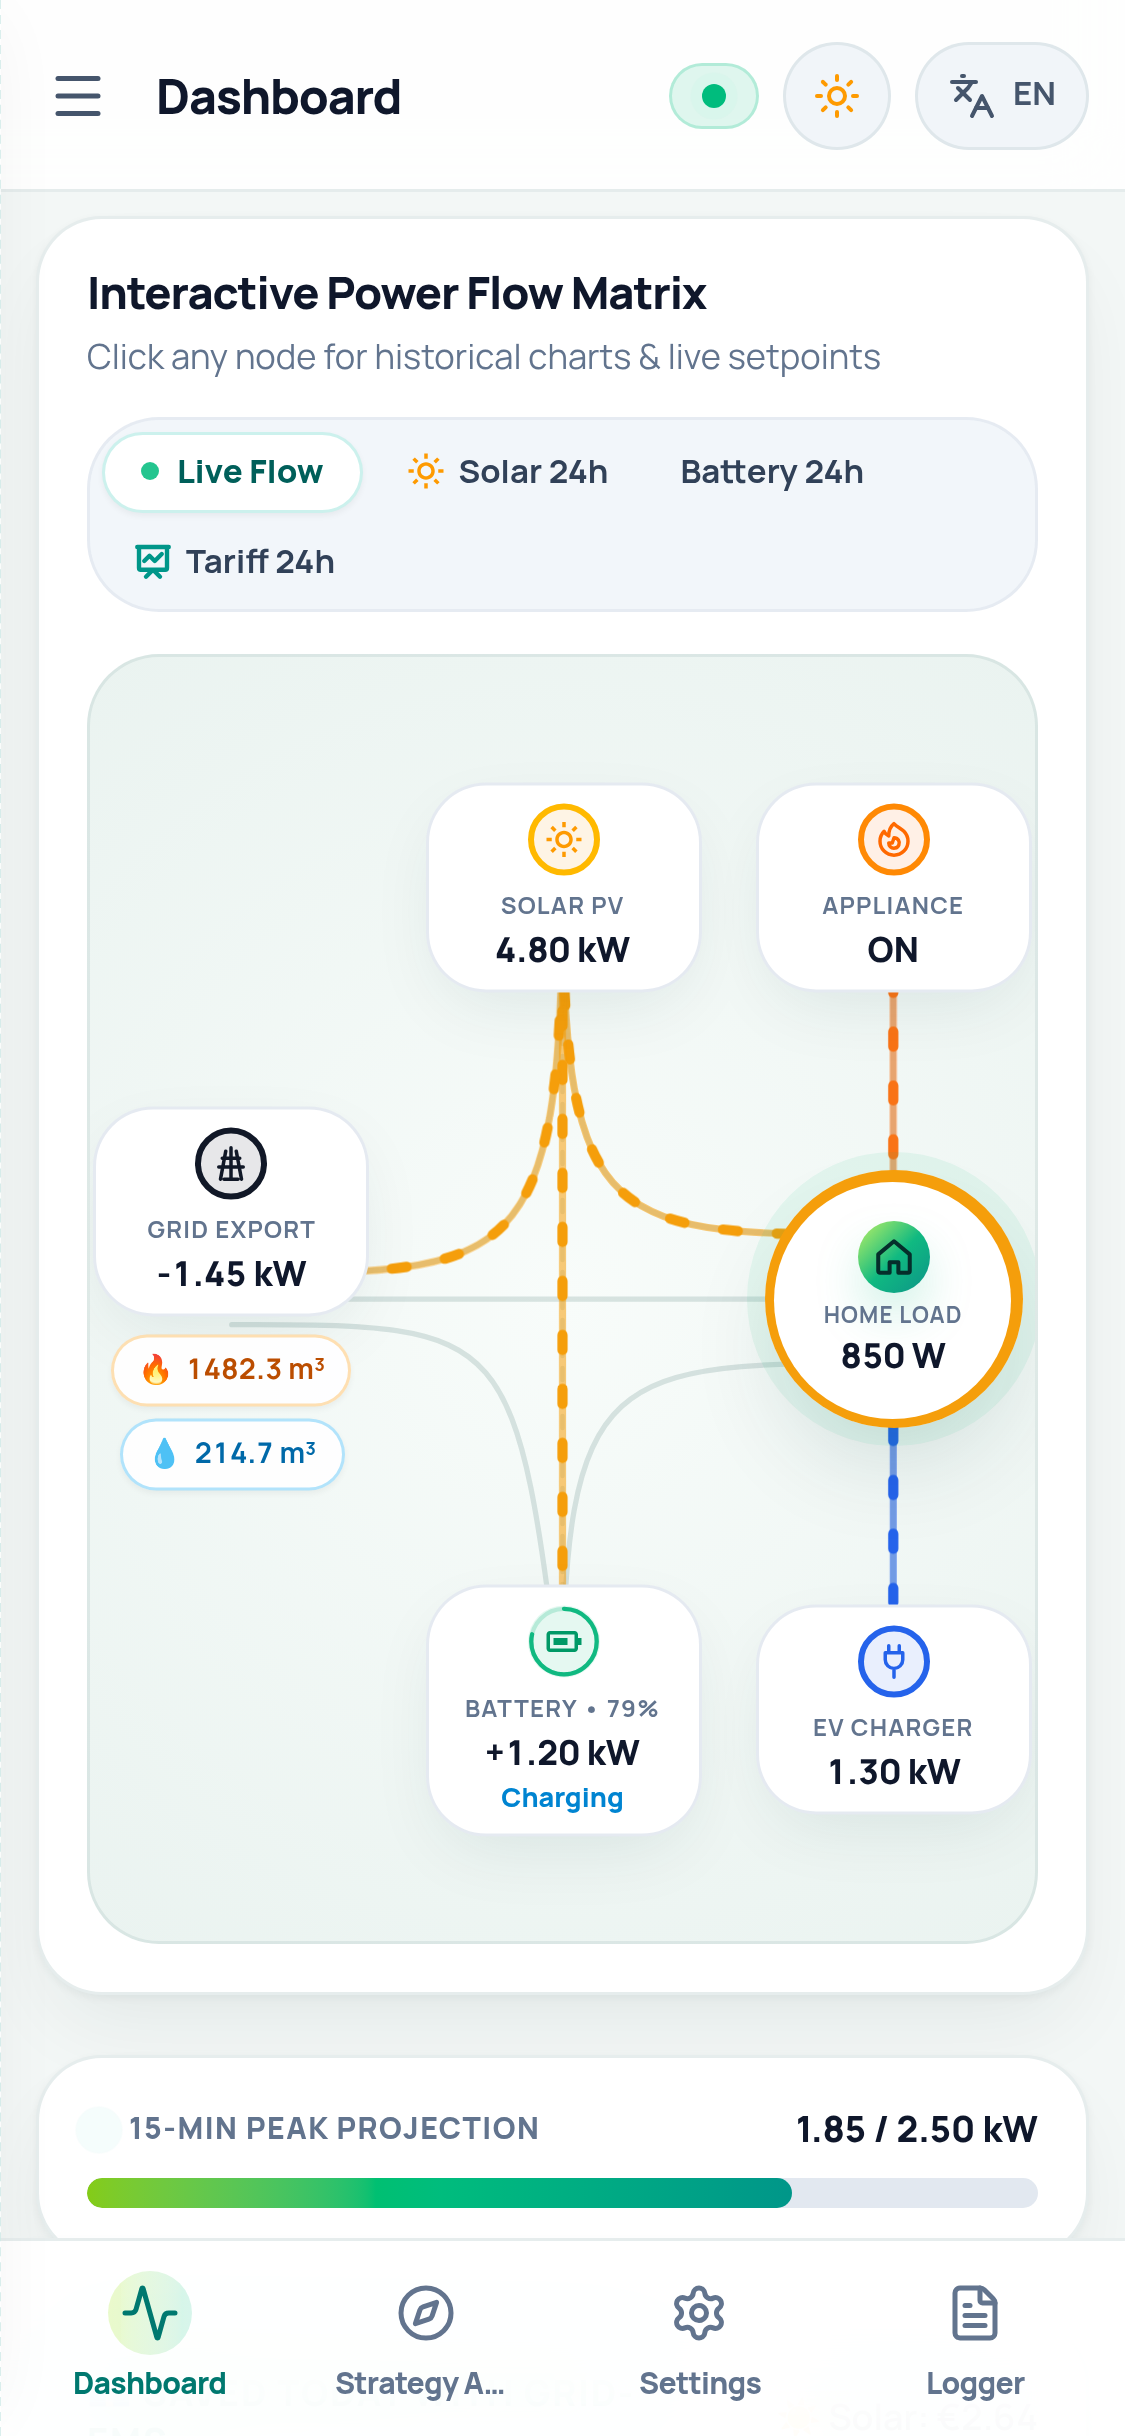 Dashboard
EN
Interactive Power Flow Matrix
Click any node for historical charts & live setpoints
Live Flow
Solar 24h
Battery 24h
Tariff 24h
SOLAR PV
4.80 kW
APPLIANCE
ON
GRID EXPORT
-1.45 kW
1482.3 m³
214.7 m³
HOME LOAD
850 W
BATTERY • 79%
+1.20 kW
Charging
EV CHARGER
1.30 kW
15-MIN PEAK PROJECTION
1.85 / 2.50 kW
Dashboard
Strategy A...
Settings
Logger
Solar: €2.64